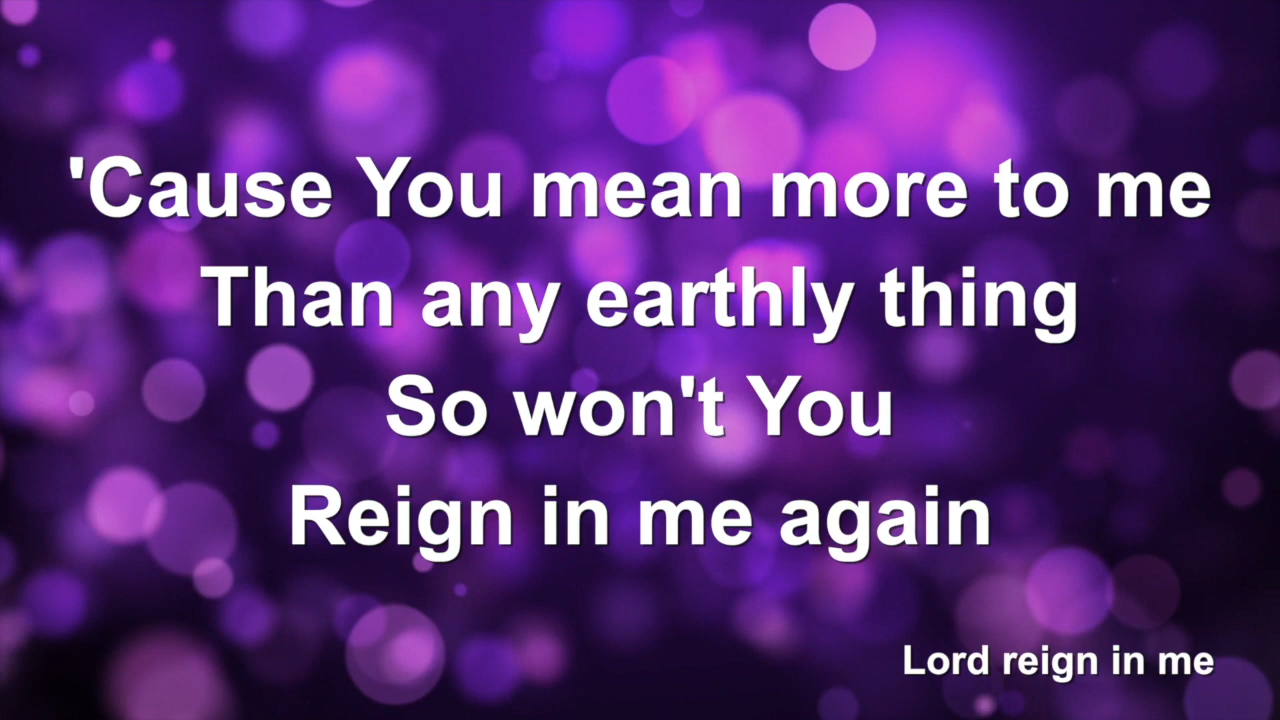 'Cause You mean more to me
Than any earthly thing
So won't You
Reign in me again
Lord reign in me